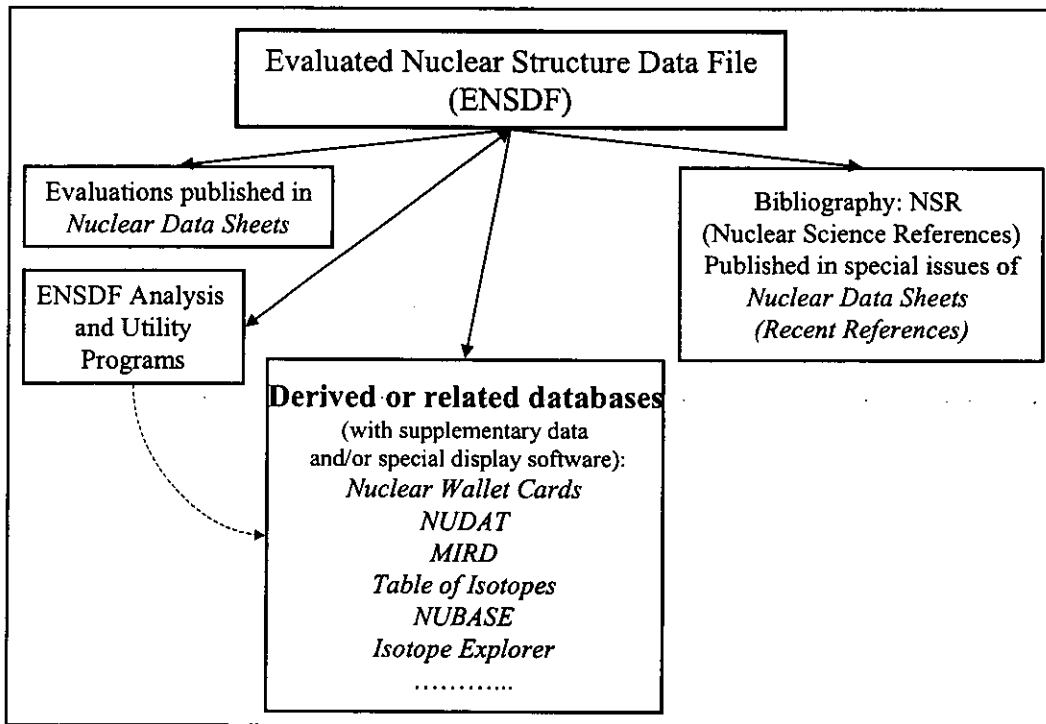 Evaluated Nuclear Structure Data File
(ENSDF)
Evaluations published in
Nuclear Data Sheets
Bibliography: NSR
(Nuclear Science References)
Published in special issues of
Nuclear Data Sheets
(Recent References)
ENSDF Analysis
and Utility
Programs
Derived or related databases
(with supplementary data
and/or special display software):
Nuclear Wallet Cards
NUDAT
MIRD
Table of Isotopes
NUBASE
Isotope Explorer
............